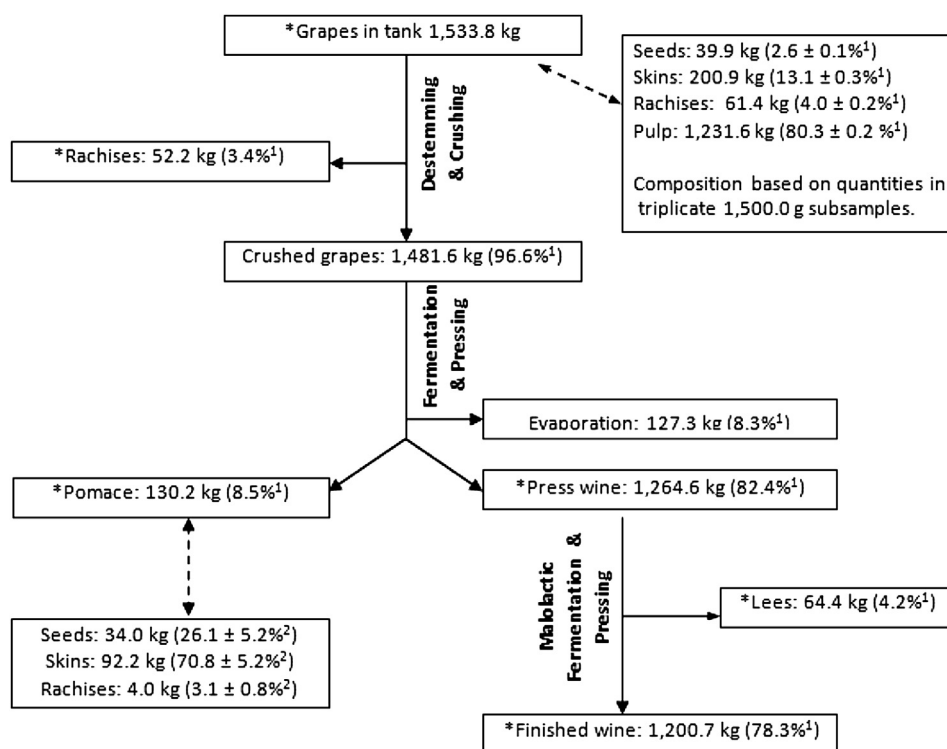 *Grapes in tank 1,533.8 kg
Seeds: 39.9 kg (2.6 ± 0.1%¹)
Skins: 200.9 kg (13.1 ± 0.3%¹)
Rachises: 61.4 kg (4.0 ± 0.2%¹)
Pulp: 1,231.6 kg (80.3 ± 0.2 %¹)
Composition based on quantities in
triplicate 1,500.0 g subsamples.
Destemming
& Crushing
*Rachises: 52.2 kg (3.4%¹)
Crushed grapes: 1,481.6 kg (96.6%¹)
Fermentation
& Pressing
Evaporation: 127.3 kg (8.3%¹)
*Pomace: 130.2 kg (8.5%¹)
*Press wine: 1,264.6 kg (82.4%¹)
Malolactic
Fermentation &
Pressing
*Lees: 64.4 kg (4.2%¹)
Seeds: 34.0 kg (26.1 ± 5.2%²)
Skins: 92.2 kg (70.8 ± 5.2%²)
Rachises: 4.0 kg (3.1 ± 0.8%²)
*Finished wine: 1,200.7 kg (78.3%¹)